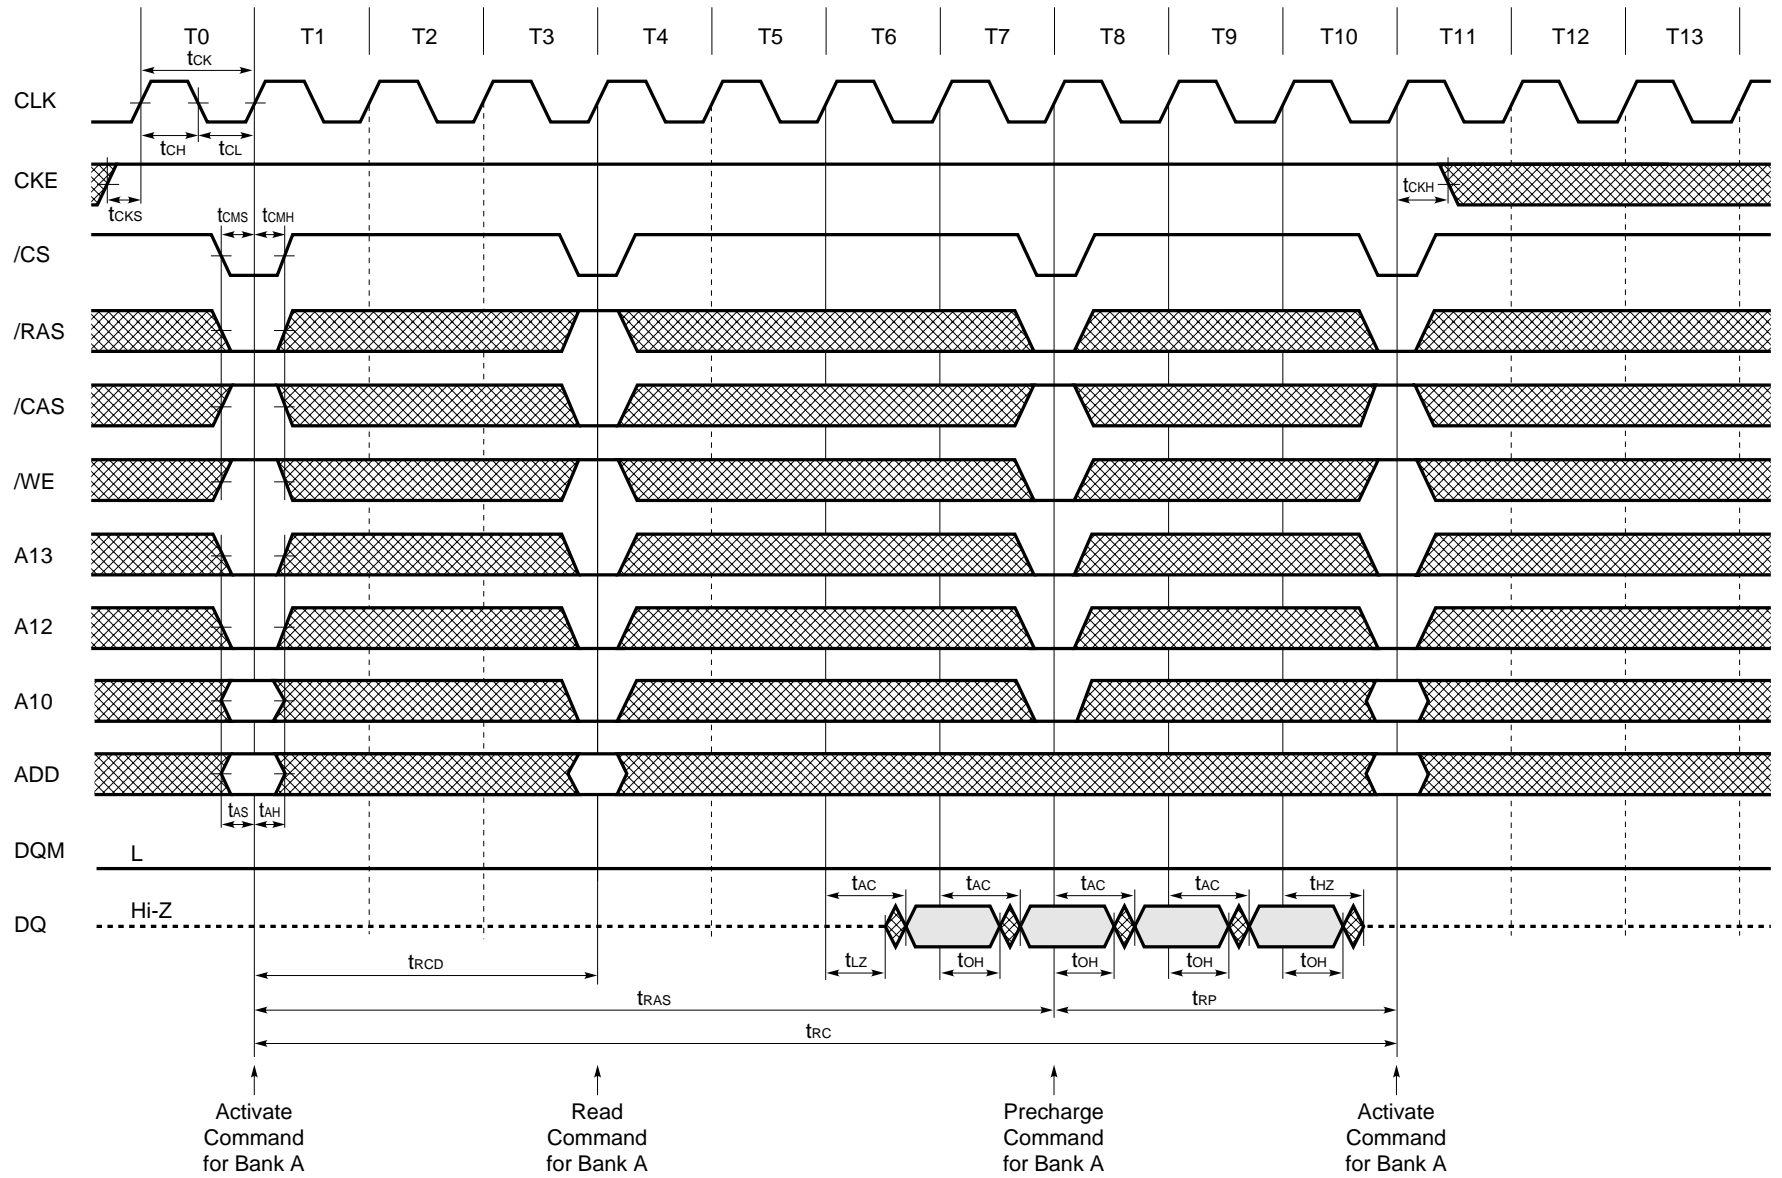 T0 T1 T2 T3 T4 T5 T6 T7 T8 T9 T10 T11 T12 T13
tCK
CLK
tCH tCL
CKE
tCKS tCMS tCMH tCKH
/CS
/RAS
/CAS
/WE
A13
A12
A10
ADD
tAS tAH
DQM L
tAC tAC tAC tAC tHZ
DQ Hi-Z
tRCD tLZ tOH tOH tOH tOH
tRAS tRP
tRC
Activate
Command
for Bank A
Read
Command
for Bank A
Precharge
Command
for Bank A
Activate
Command
for Bank A